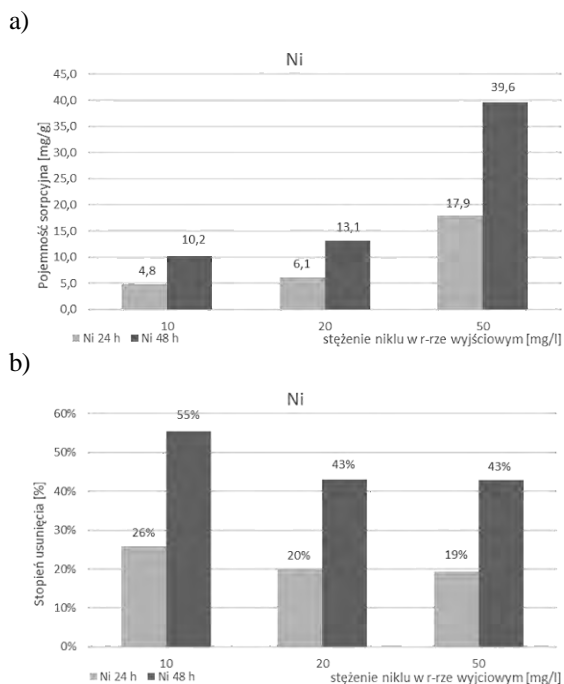 a)
Ni
Pojemność sorpcyjna [mg/g]
45,0
40,0
35,0
30,0
25,0
20,0
15,0
10,0
5,0
0,0
4,8
10,2
6,1
13,1
17,9
39,6
10
20
50
Ni 24 h
Ni 48 h
stężenie niklu w r-rze wyjściowym [mg/l]
b)
Ni
Stopień usunięcia [%]
60%
50%
40%
30%
20%
10%
0%
26%
55%
20%
43%
19%
43%
10
20
50
Ni 24 h
Ni 48 h
stężenie niklu w r-rze wyjciowym [mg/l]